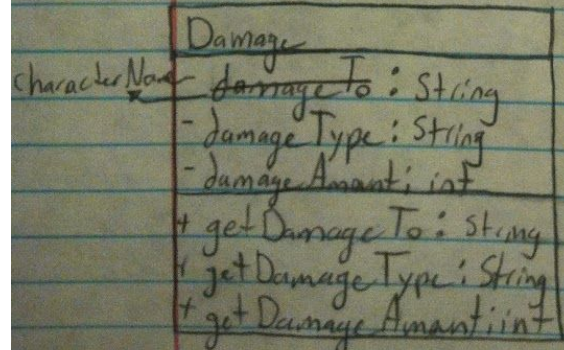 Damage
characterName - damageTo : String
- damageType : String
- damageAmant : int
+ getDamageTo : String
+ getDamageType : String
+ getDamageAmant : int